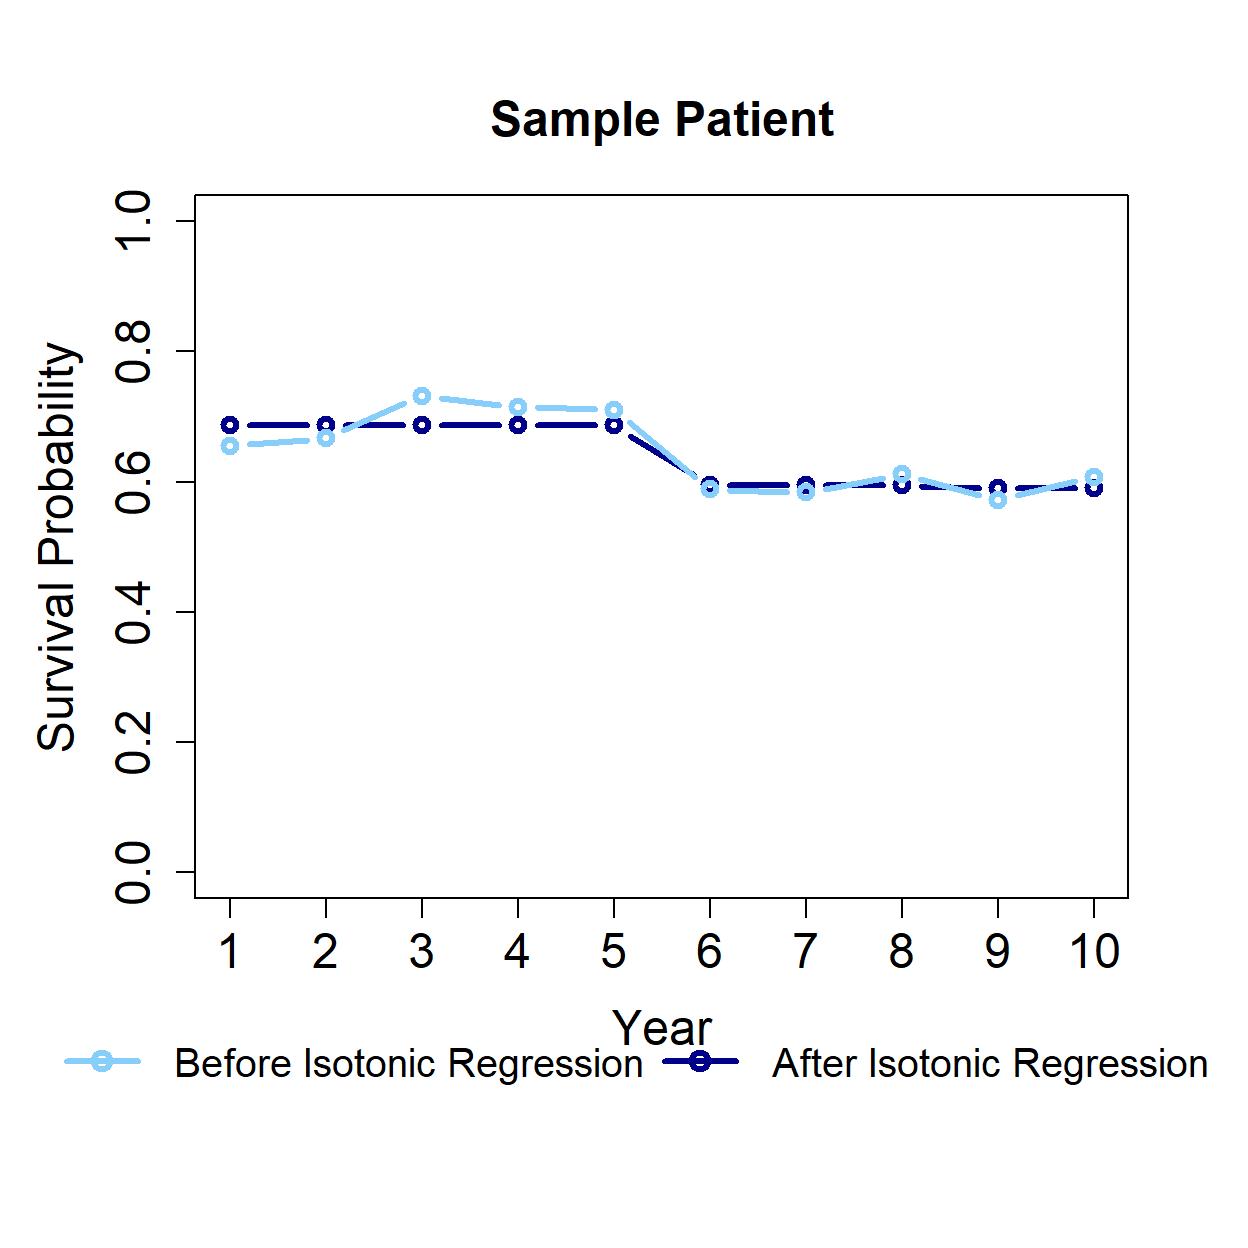 Sample Patient
Survival Probability
1.0
0.8
0.6
0.4
0.2
0.0
1 2 3 4 5 6 7 8 9 10
Year
Before Isotonic Regression After Isotonic Regression